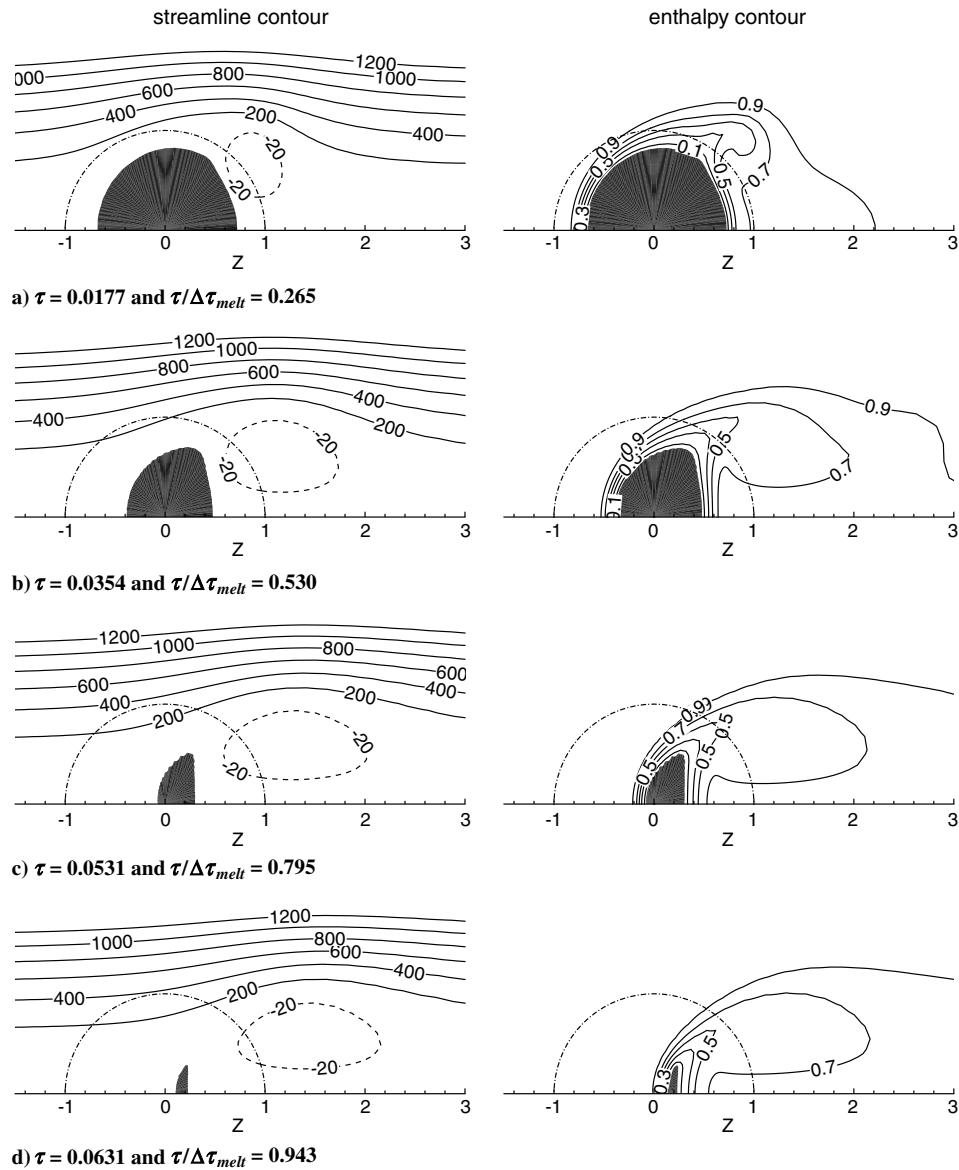 streamline contour
enthalpy contour
1200
1000
000
800
600
400
200
400
-20
-20
-1 0 1 2 3
Z
0.9
0.9
0.5
0.3
0.1
0.5
0.7
-1 0 1 2 3
Z
a) τ = 0.0177 and τ/Δτmelt = 0.265
1200
1000
800
600
400
400
200
-20
-20
-1 0 1 2 3
Z
0.9
0.9
0.5
0.7
0.1
-1 0 1 2 3
Z
b) τ = 0.0354 and τ/Δτmelt = 0.530
1200
1000
800
600
600
400
400
200
200
-20
-20
-1 0 1 2 3
Z
0.9
0.7
0.5
0.5
0.5
-1 0 1 2 3
Z
c) τ = 0.0531 and τ/Δτmelt = 0.795
1200
1000
800
600
400
400
200
-20
-20
-1 0 1 2 3
Z
0.5
0.3
0.7
-1 0 1 2 3
Z
d) τ = 0.0631 and τ/Δτmelt = 0.943